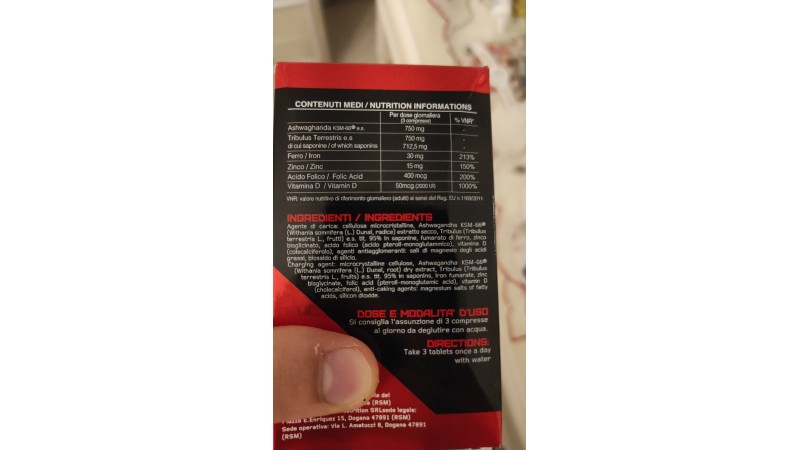 CONTENUTI MEDI / NUTRITION INFORMATIONS
Per dose giornaliera
(3 compresse) % VNR*
Ashwaghanda KSM-66® e.s. 750 mg -
Tribulus Terrestris e.s 750 mg -
di cui saponine / of which saponins 712,5 mg
Ferro / Iron 30 mg 213%
Zinco / Zinc 15 mg 150%
Acido Folico / Folic Acid 400 mcg 200%
Vitamina D / Vitamin D 50mcg (2000 UI) 1000%
VNR: valore nutritivo di riferimento giornaliero (adulti) ai sensi del Reg. EU n.1169/2011
INGREDIENTI / INGREDIENTS
Agente di carica: cellulosa microcristallina, Ashwagandha KSM-66®
(Withania somnifera (L.) Dunal, radice) estratto secco, Tribulus (Tribulus
terrestris L., frutti) e.s. tit. 95% in saponine, fumarato di ferro, zinco
bisglicinato, acido folico (acido pteroil-monoglutammico), vitamina D
(colecalciferolo), agenti antiagglomeranti: sali di magnesio degli acidi
grassi, biossido di silicio.
Charging agent: microcrystalline cellulose, Ashwagandha KSM-66®
(Withania somnifera (L.) Dunal, root) dry extract, Tribulus (Tribulus
terrestris L., fruits) e.s. tit. 95% in saponins, Iron fumarate, zinc
bisglycinate, folic acid (pteroil-monoglutamic acid), vitamin D
(cholecalciferol), anti-caking agents: magnesium salts of fatty
acids, silicon dioxide.
DOSE E MODALITA' D'USO
Si consiglia l'assunzione di 3 compresse
al giorno da deglutire con acqua.
DIRECTIONS:
Take 3 tablets once a day
with water
del
(RSM)
SRLsede legale:
E.Enriquez 15, Dogana 47891 (RSM)
Sede operativa: Via L. Amatucci 8, Dogana 47891
(RSM)